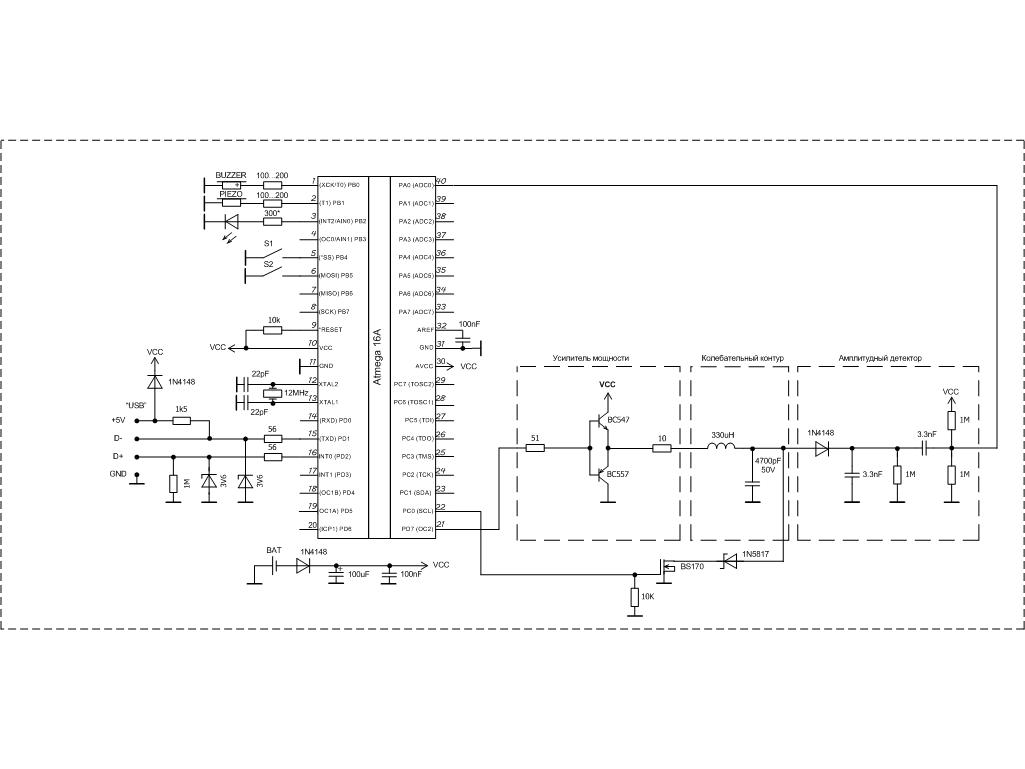 BUZZER 100...200
+
PIEZO 100...200
300*
S1
S2
10k
VCC
22pF
12MHz
22pF
VCC
1N4148
"USB"
+5V
1k5
D-
56
D+
56
GND
1M
3V6
3V6
1 (XCK/T0) PB0
2 (T1) PB1
3 (INT2/AIN0) PB2
4 (OC0/AIN1) PB3
5 (*SS) PB4
6 (MOSI) PB5
7 (MISO) PB6
8 (SCK) PB7
9 *RESET
10 VCC
11 GND
12 XTAL2
13 XTAL1
14 (RXD) PD0
15 (TXD) PD1
16 INT0 (PD2)
17 INT1 (PD3)
18 (OC1B) PD4
19 (OC1A) PD5
20 (ICP1) PD6
Atmega 16A
PA0 (ADC0) 40
PA1 (ADC1) 39
PA2 (ADC2) 38
PA3 (ADC3) 37
PA4 (ADC4) 36
PA5 (ADC5) 35
PA6 (ADC6) 34
PA7 (ADC7) 33
AREF 32
GND 31
AVCC 30
PC7 (TOSC2) 29
PC6 (TOSC1) 28
PC5 (TDI) 27
PC4 (TDO) 26
PC3 (TMS) 25
PC2 (TCK) 24
PC1 (SDA) 23
PC0 (SCL) 22
PD7 (OC2) 21
100nF
VCC
BAT
1N4148
+
100uF
100nF
VCC
Усилитель мощности
VCC
BC547
51
BC557
10
Колебательный контур
330uH
4700pF
50V
Амплитудный детектор
VCC
1M
1N4148
3.3nF
3.3nF
1M
1M
1N5817
BS170
10K